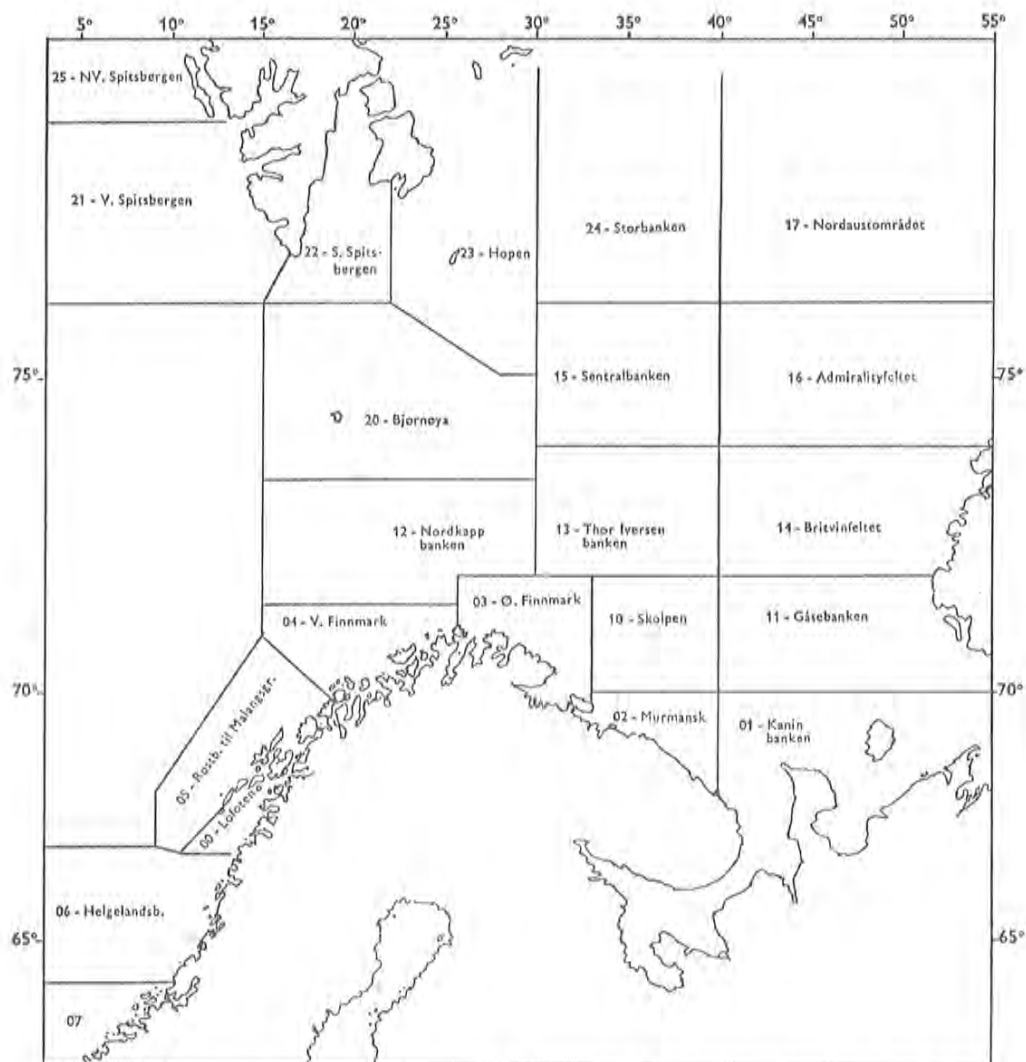 5° 10° 15° 20° 25° 30° 35° 40° 45° 50° 55°
25 - NV. Spitsbergen
21 - V. Spitsbergen
22 - S. Spits-
bergen
23 - Hopen
24 - Storbanken
17 - Nordaustområdet
75°
15 - Sentralbanken
16 - Admiralityfeltet
75°
20 - Bjørnøya
12 - Nordkapp
banken
13 - Thor Iversen
banken
14 - Britvinfeltet
04 - V. Finnmark
03 - Ø. Finnmark
10 - Skolpen
11 - Gåsebanken
70°
70°
05 - Røstb. til Malangsgr.
00 - Lofoten
02 - Murmansk
01 - Kanin
banken
06 - Helgelandsb.
65°
65°
07